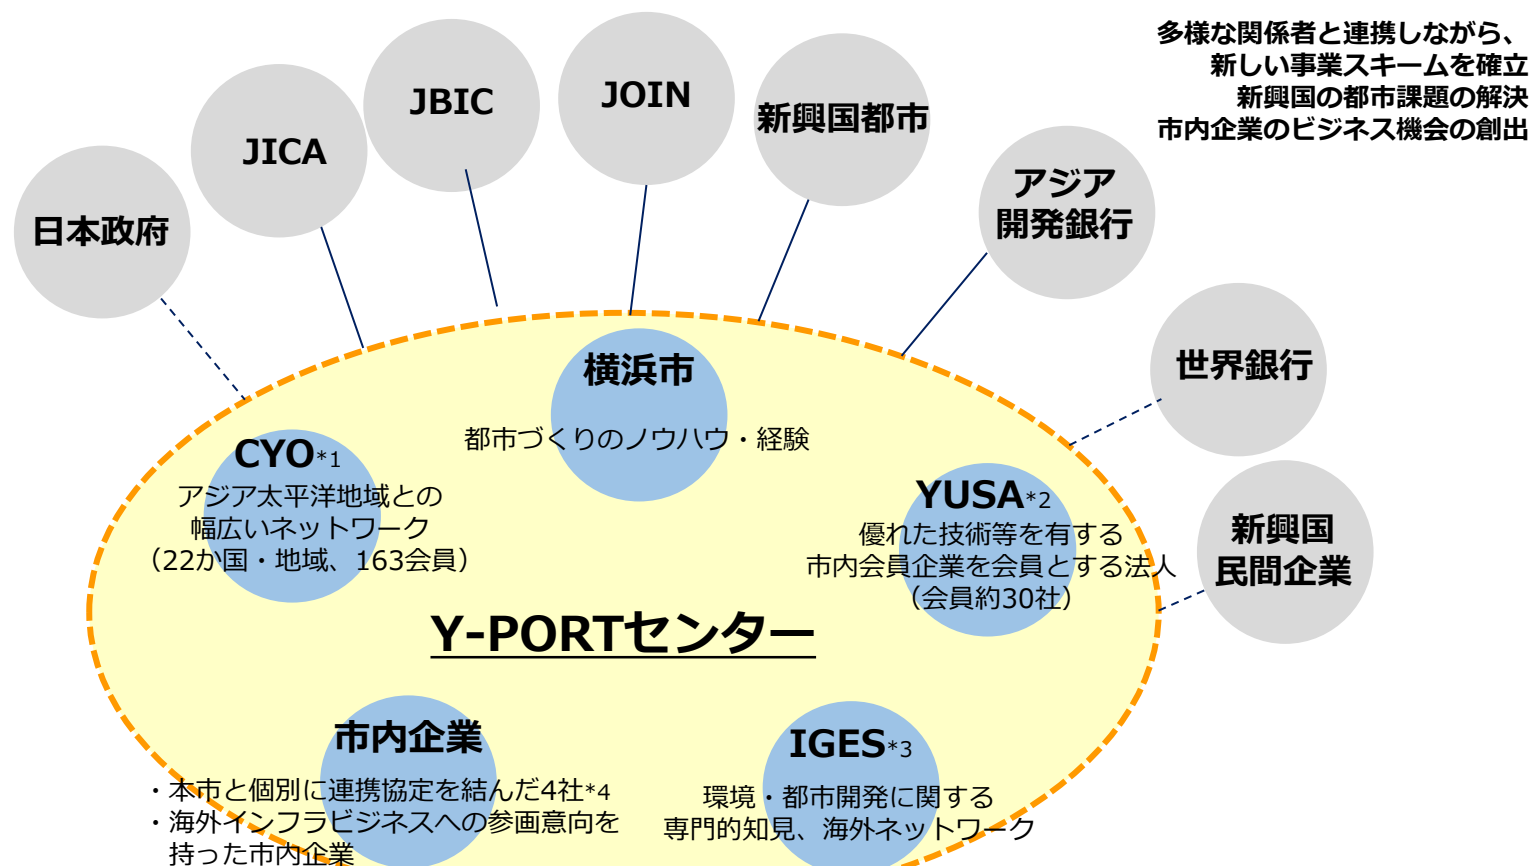 多様な関係者と連携しながら、
新しい事業スキームを確立
新興国の都市課題の解決
市内企業のビジネス機会の創出
日本政府
JICA
JBIC
JOIN
新興国都市
アジア
開発銀行
世界銀行
新興国
民間企業
横浜市
都市づくりのノウハウ・経験
CYO*1
アジア太平洋地域との
幅広いネットワーク
（22か国・地域、163会員）
YUSA*2
優れた技術等を有する
市内会員企業を会員とする法人
（会員約30社）
Y-PORTセンター
市内企業
・本市と個別に連携協定を結んだ4社*4
・海外インフラビジネスへの参画意向を
持った市内企業
IGES*3
環境・都市開発に関する
専門的知見、海外ネットワーク